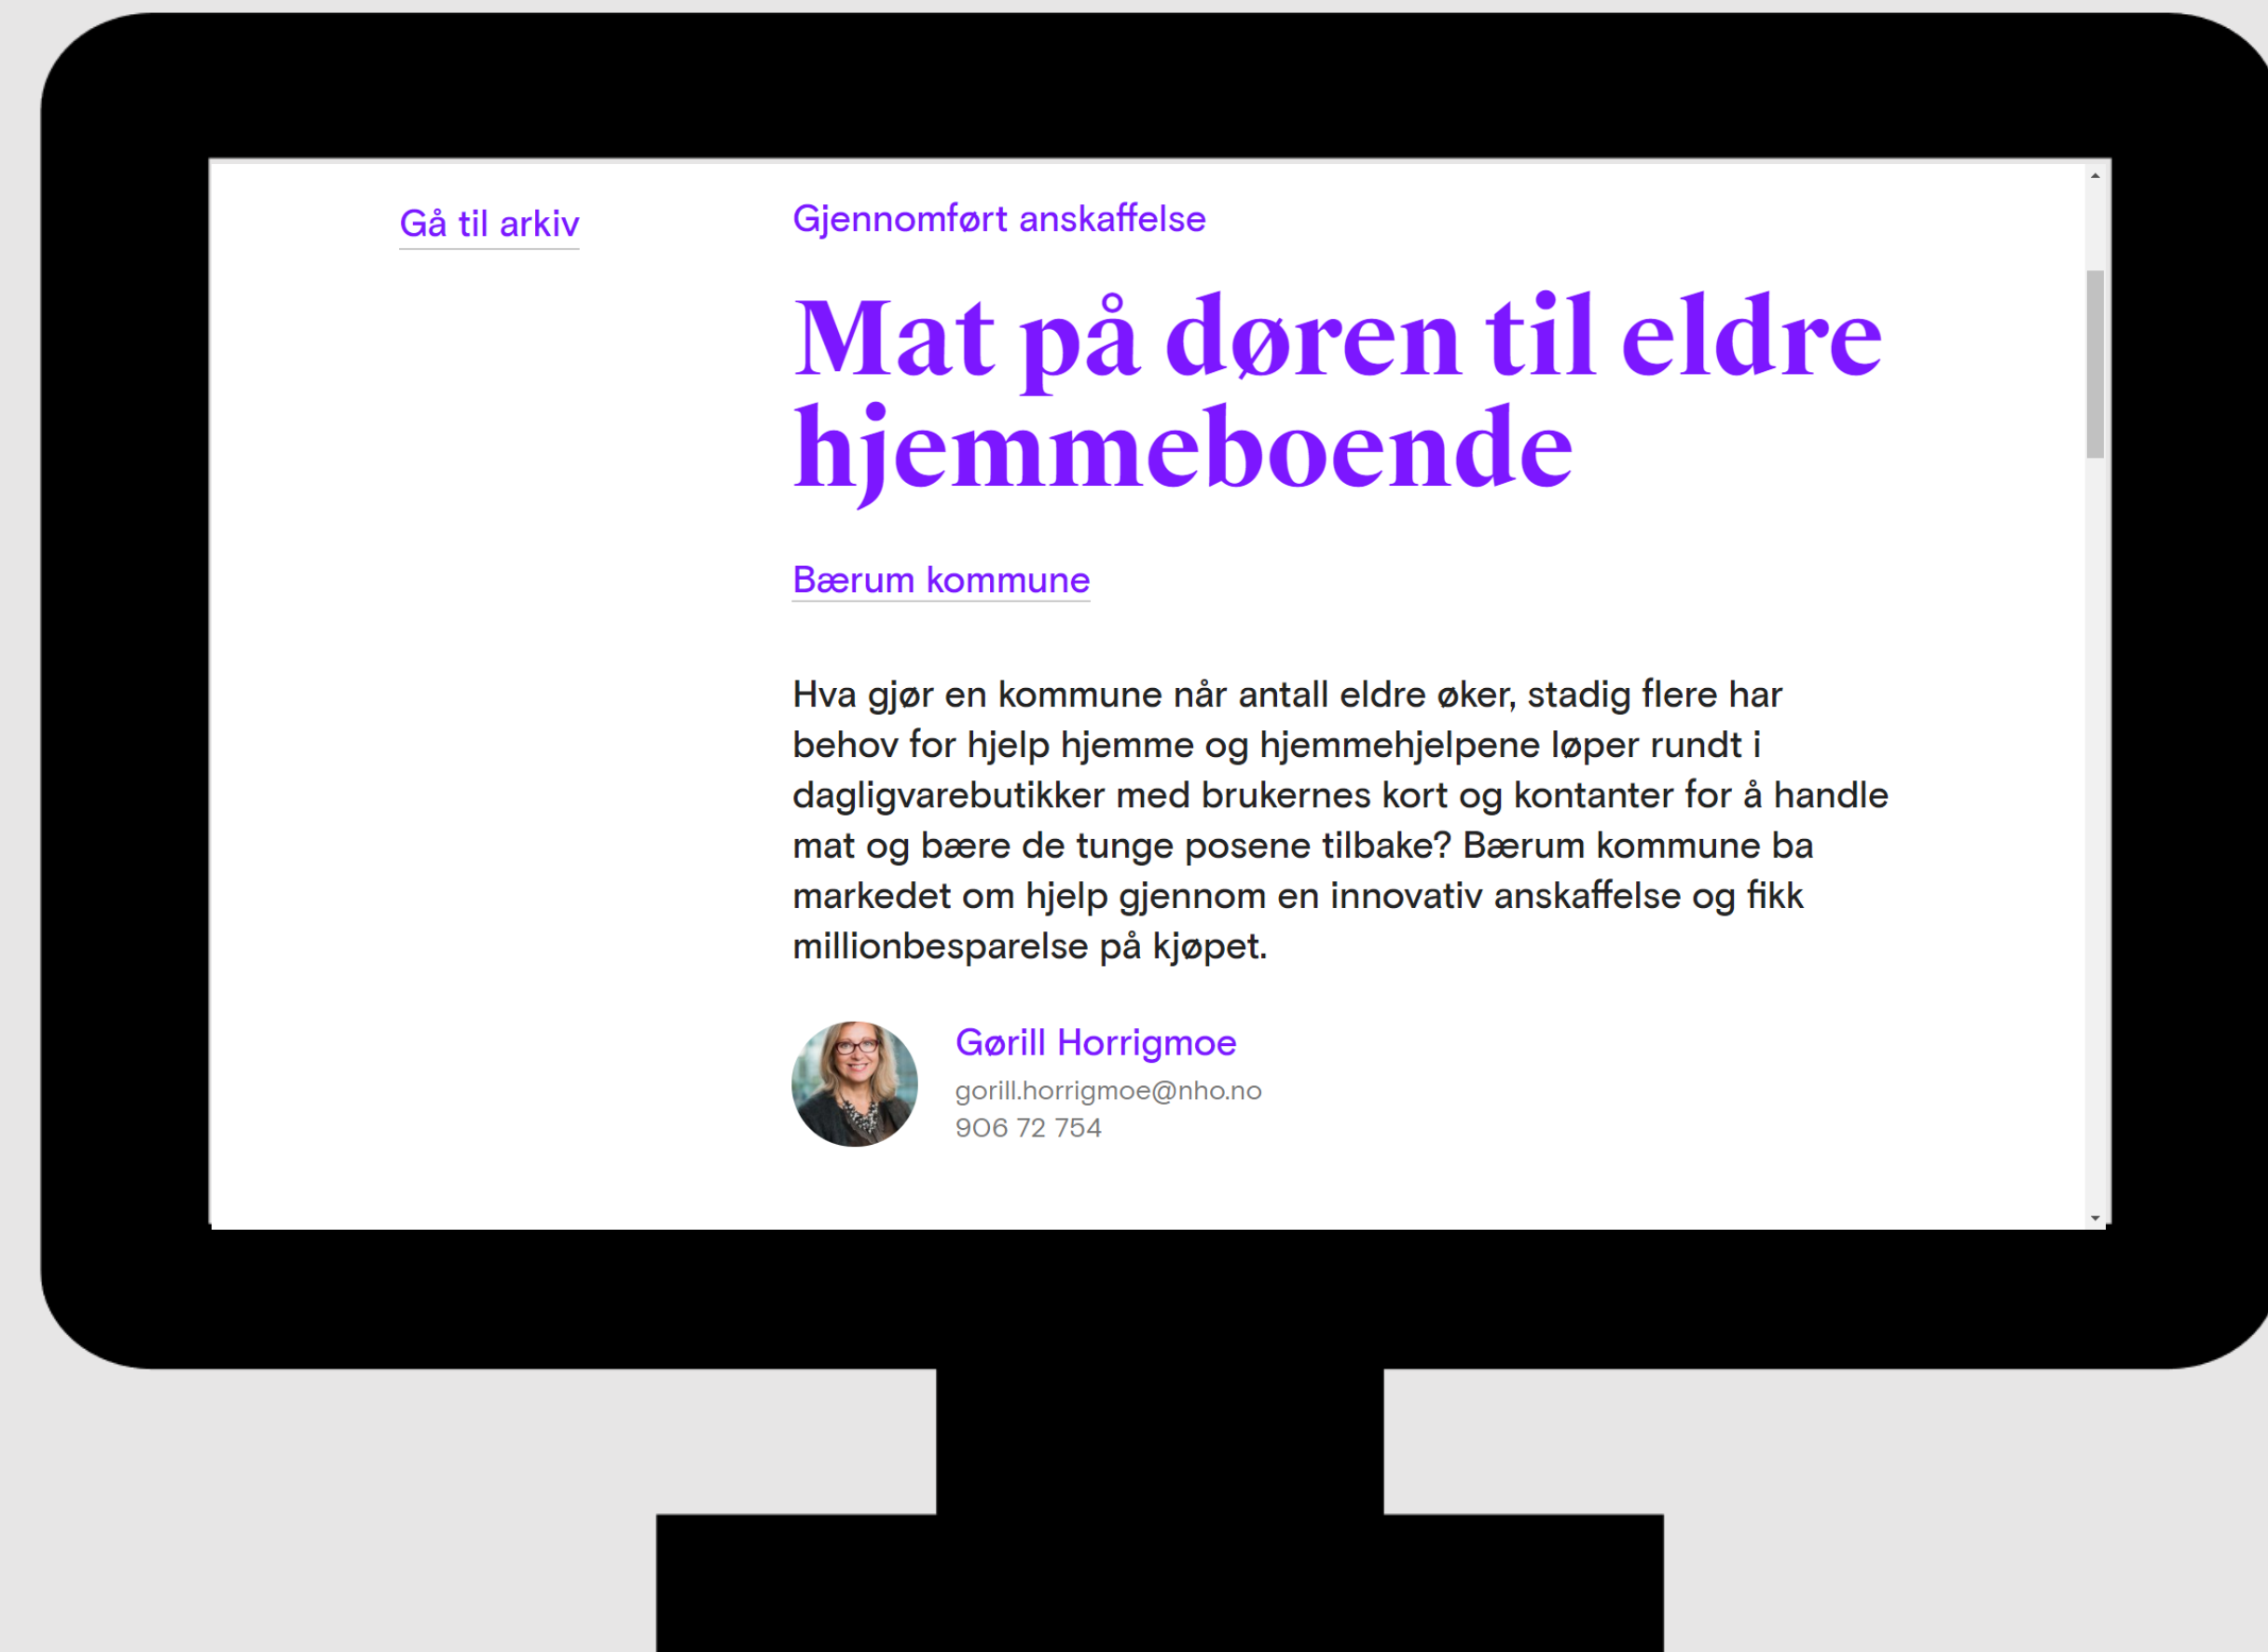 Gå til arkiv
Gjennomført anskaffelse
Mat på døren til eldre
hjemmeboende
Bærum kommune
Hva gjør en kommune når antall eldre øker, stadig flere har
behov for hjelp hjemme og hjemmehjelpene løper rundt i
dagligvarebutikker med brukernes kort og kontanter for å handle
mat og bære de tunge posene tilbake? Bærum kommune ba
markedet om hjelp gjennom en innovativ anskaffelse og fikk
millionbesparelse på kjøpet.
Gørill Horrigmoe
gorill.horrigmoe@nho.no
906 72 754